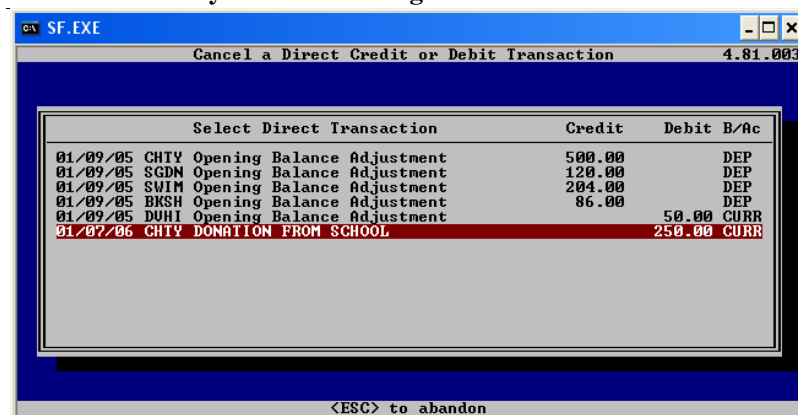 SF.EXE
Cancel a Direct Credit or Debit Transaction 4.81.003
Select Direct Transaction Credit Debit B/Ac
01/09/05 CHTY Opening Balance Adjustment 500.00 DEP
01/09/05 SGDN Opening Balance Adjustment 120.00 DEP
01/09/05 SWIM Opening Balance Adjustment 204.00 DEP
01/09/05 BKSH Opening Balance Adjustment 86.00 DEP
01/09/05 DVHI Opening Balance Adjustment 50.00 CURR
01/07/06 CHTY DONATION FROM SCHOOL 250.00 CURR
<ESC> to abandon